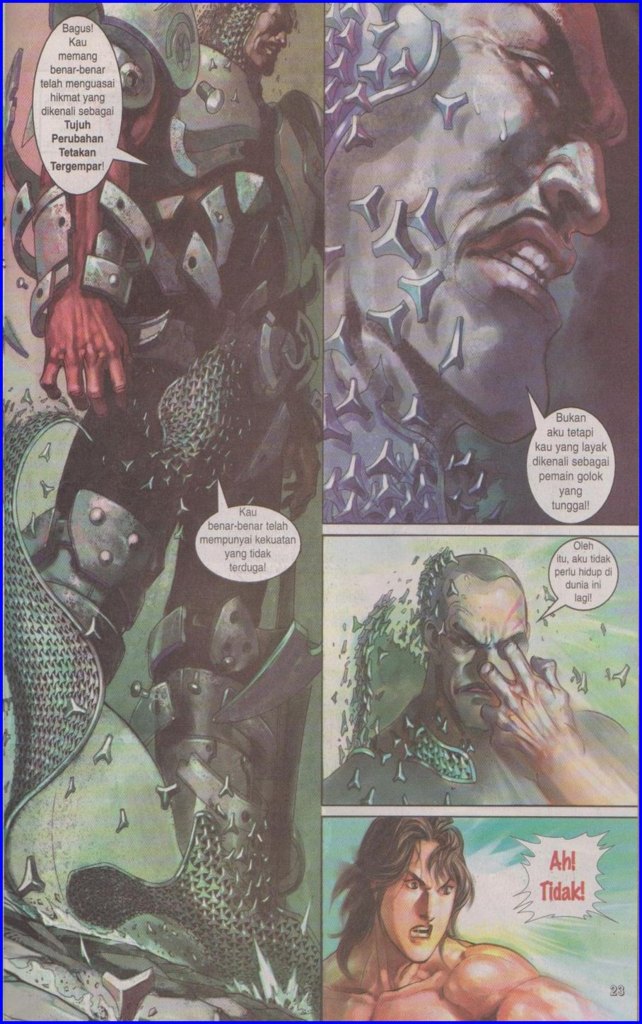 Bagus!
Kau
memang
benar-benar
telah menguasai
hikmat yang
dikenali sebagai
Tujuh
Perubahan
Tetakan
Tergempar!
Kau
benar-benar telah
mempunyai kekuatan
yang tidak
terduga!
Bukan
aku tetapi
kau yang layak
dikenali sebagai
pemain golok
yang
tunggal!
Oleh
itu, aku tidak
perlu hidup di
dunia ini
lagi!
Ah!
Tidak!
23